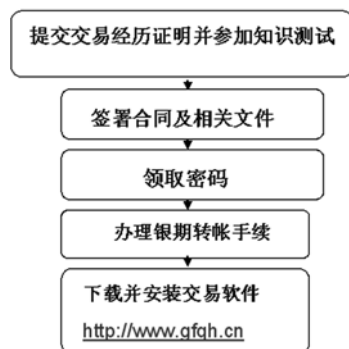 提交交易经历证明并参加知识测试
签署合同及相关文件
领取密码
办理银期转帐手续
下载并安装交易软件
http://www.gfqh.cn